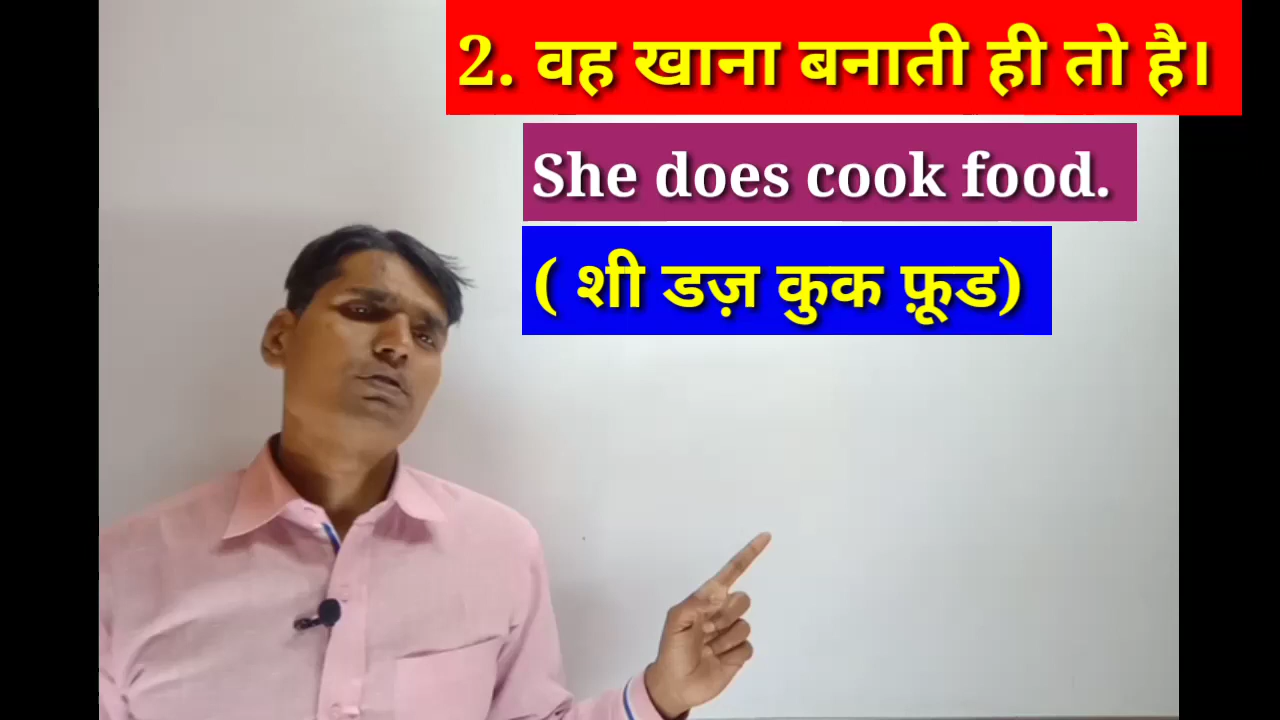 2. वह खाना बनाती ही तो है।
She does cook food.
( शी डज़ कुक फ़ूड)